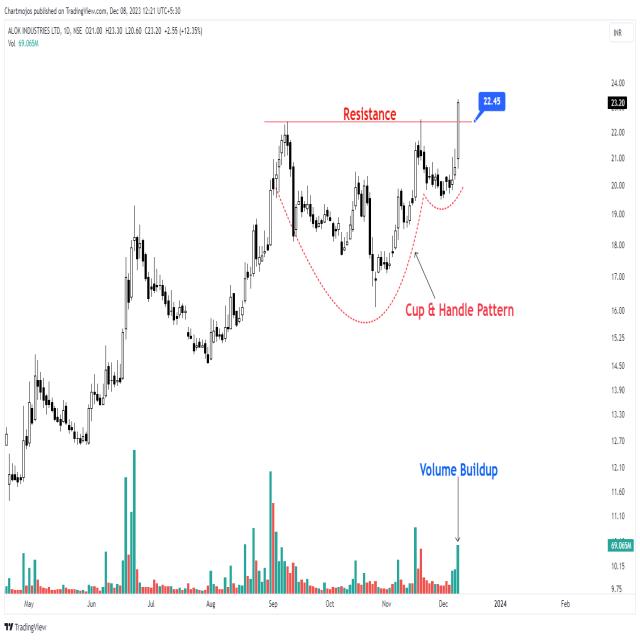 Chartmojos published on TradingView.com, Dec 08, 2023 12:21 UTC+5:30
ALOK INDUSTRIES LTD, 1D, NSE O21.00 H23.30 L20.60 C23.20 +2.55 (+12.35%)
INR
Vol 69.065M
24.00
23.20
22.45
Resistance
22.00
21.00
20.00
19.00
18.00
17.00
Cup & Handle Pattern
16.00
15.25
14.50
13.90
13.30
12.70
12.10
Volume Buildup
11.60
11.10
69.065M
10.15
9.75
May Jun Jul Aug Sep Oct Nov Dec 2024 Feb
TradingView